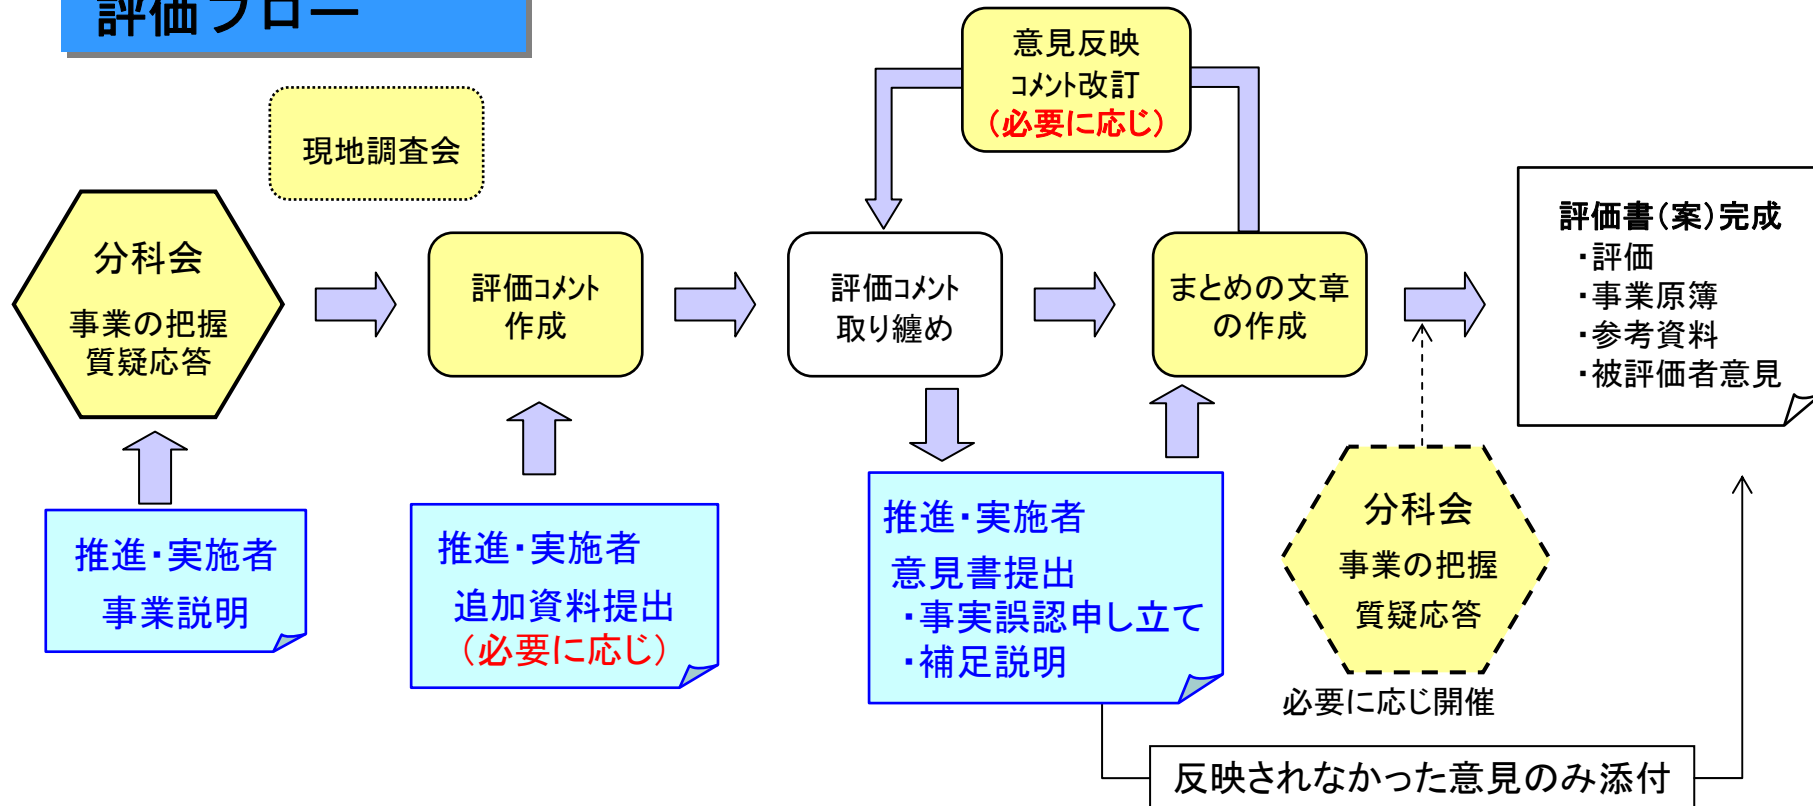 評価フロー
現地調査会
意見反映
コメント改訂
(必要に応じ)
分科会
事業の把握
質疑応答
評価コメント
作成
評価コメント
取り纏め
まとめの文章
の作成
評価書(案)完成
・評価
・事業原簿
・参考資料
・被評価者意見
推進・実施者
事業説明
推進・実施者
追加資料提出
(必要に応じ)
推進・実施者
意見書提出
・事実誤認申し立て
・補足説明
分科会
事業の把握
質疑応答
必要に応じ開催
反映されなかった意見のみ添付